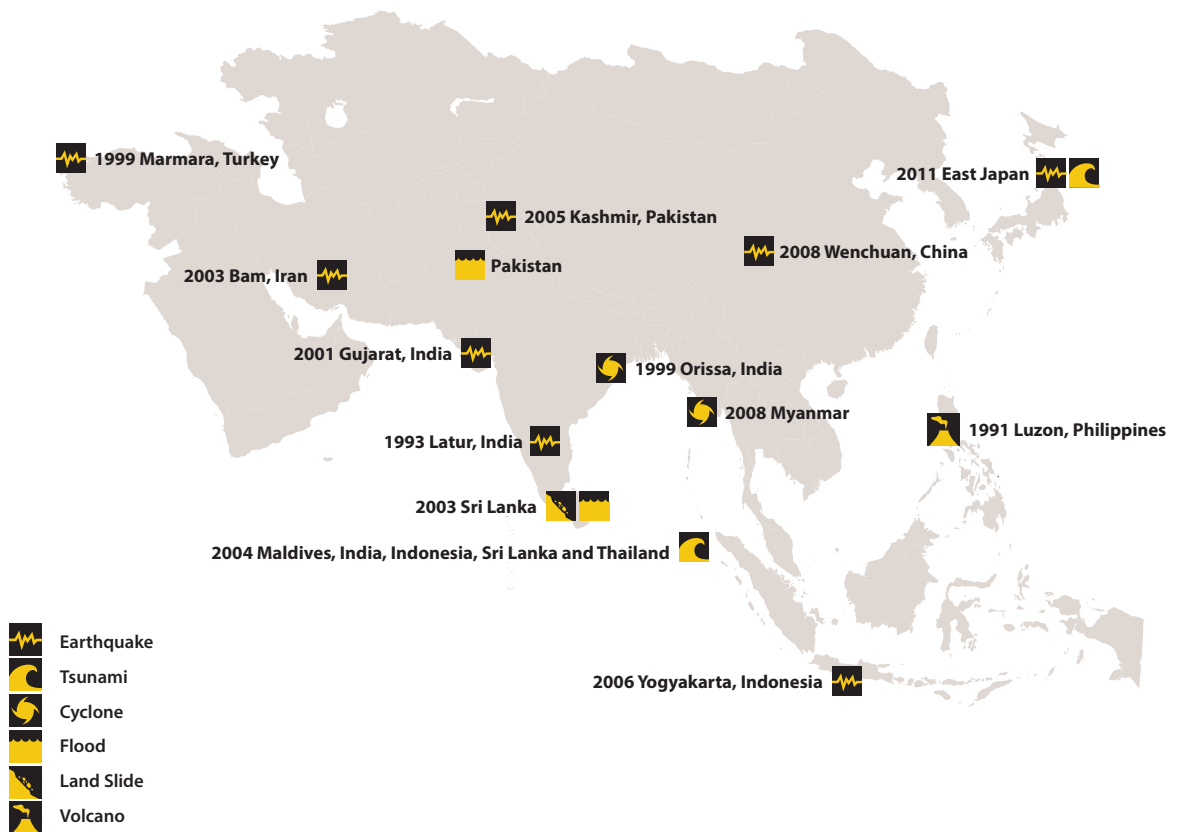 1999 Marmara, Turkey
2011 East Japan
2005 Kashmir, Pakistan
2008 Wenchuan, China
Pakistan
2003 Bam, Iran
2001 Gujarat, India
1999 Orissa, India
2008 Myanmar
1991 Luzon, Philippines
1993 Latur, India
2003 Sri Lanka
2004 Maldives, India, Indonesia, Sri Lanka and Thailand
2006 Yogyakarta, Indonesia
Earthquake
Tsunami
Cyclone
Flood
Land Slide
Volcano